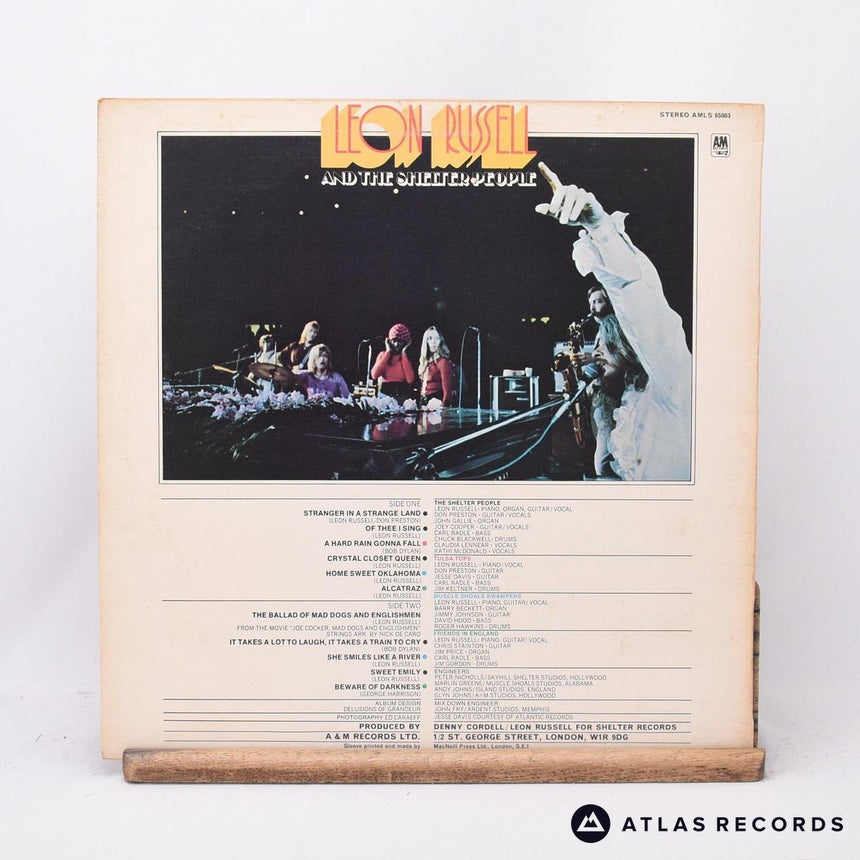 LEON RUSSELL
AND THE SHELTER PEOPLE
STEREO AMLS 65003
AM
SIDE ONE
STRANGER IN A STRANGE LAND
(LEON RUSSELL-DON PRESTON)
OF THEE I SING
(LEON RUSSELL)
A HARD RAIN GONNA FALL
(BOB DYLAN)
CRYSTAL CLOSET QUEEN
(LEON RUSSELL)
HOME SWEET OKLAHOMA
(LEON RUSSELL)
ALCATRAZ
(LEON RUSSELL)
SIDE TWO
THE BALLAD OF MAD DOGS AND ENGLISHMEN
(LEON RUSSELL)
FROM THE MOVIE "JOE COCKER, MAD DOGS AND ENGLISHMEN"
STRINGS ARR. BY NICK DE CARO
IT TAKES A LOT TO LAUGH, IT TAKES A TRAIN TO CRY
(BOB DYLAN)
SHE SMILES LIKE A RIVER
(LEON RUSSELL)
SWEET EMILY
(LEON RUSSELL)
BEWARE OF DARKNESS
(GEORGE HARRISON)
ALBUM DESIGN
DELUSIONS OF GRANDEUR
PHOTOGRAPHY ED CARAEFF
PRODUCED BY
A & M RECORDS LTD.
Sleeve printed and made by
THE SHELTER PEOPLE
LEON RUSSELL - PIANO, ORGAN, GUITAR/VOCAL
DON PRESTON - GUITAR/VOCALS
JOHN GALLIE - ORGAN
JOEY COOPER - GUITAR/VOCALS
CARL RADLE - BASS
CHUCK BLACKWELL - DRUMS
CLAUDIA LENNEAR - VOCALS
KATHI McDONALD - VOCALS
TULSA TOPS
LEON RUSSELL - PIANO/VOCAL
DON PRESTON - GUITAR
JESSE DAVIS - GUITAR
CARL RADLE - BASS
JIM KELTNER - DRUMS
MUSCLE SHOALS SWAMPERS
LEON RUSSELL - PIANO, GUITAR/VOCAL
BARRY BECKETT - ORGAN
JIMMY JOHNSON - GUITAR
DAVID HOOD - BASS
ROGER HAWKINS - DRUMS
FRIENDS IN ENGLAND
LEON RUSSELL - PIANO, GUITAR/VOCAL
CHRIS STAINTON - GUITAR
JIM PRICE - ORGAN
CARL RADLE - BASS
JIM GORDON - DRUMS
ENGINEERS
PETER NICHOLLS/SKYHILL SHELTER STUDIOS, HOLLYWOOD
MARLIN GREENE/MUSCLE SHOALS STUDIOS, ALABAMA
ANDY JOHNS/ISLAND STUDIOS, ENGLAND
GLYN JOHNS/A+M STUDIOS, HOLLYWOOD
MIX DOWN ENGINEER
JOHN FRY/ARDENT STUDIOS, MEMPHIS
JESSE DAVIS COURTESY OF ATLANTIC RECORDS
DENNY CORDELL/LEON RUSSELL FOR SHELTER RECORDS
1/2 ST. GEORGE STREET, LONDON, W1R 9DG
MacNeill Press Ltd., London, S.E.1
ATLAS RECORDS